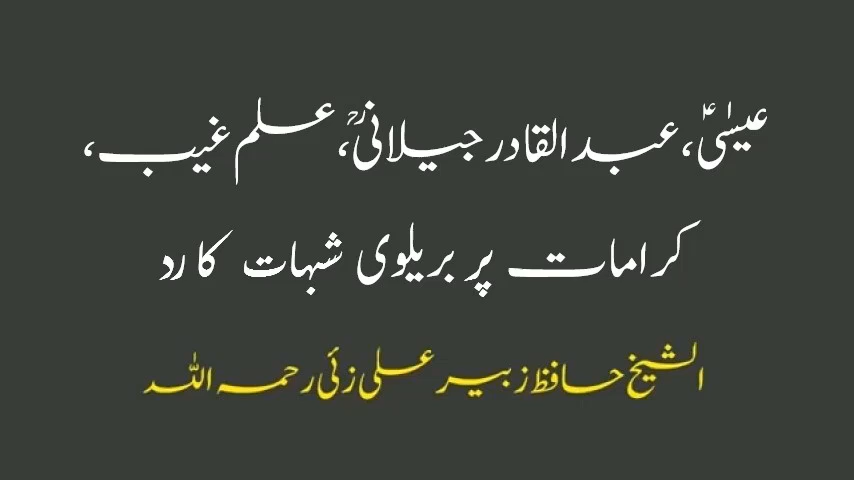 عیسیٰؑ، عبد القادر جیلانیؒ، علم غیب،
کرامات پر بریلوی شبہات کا رد
الشیخ حافظ زبیر علی زئی رحمہ اللہ